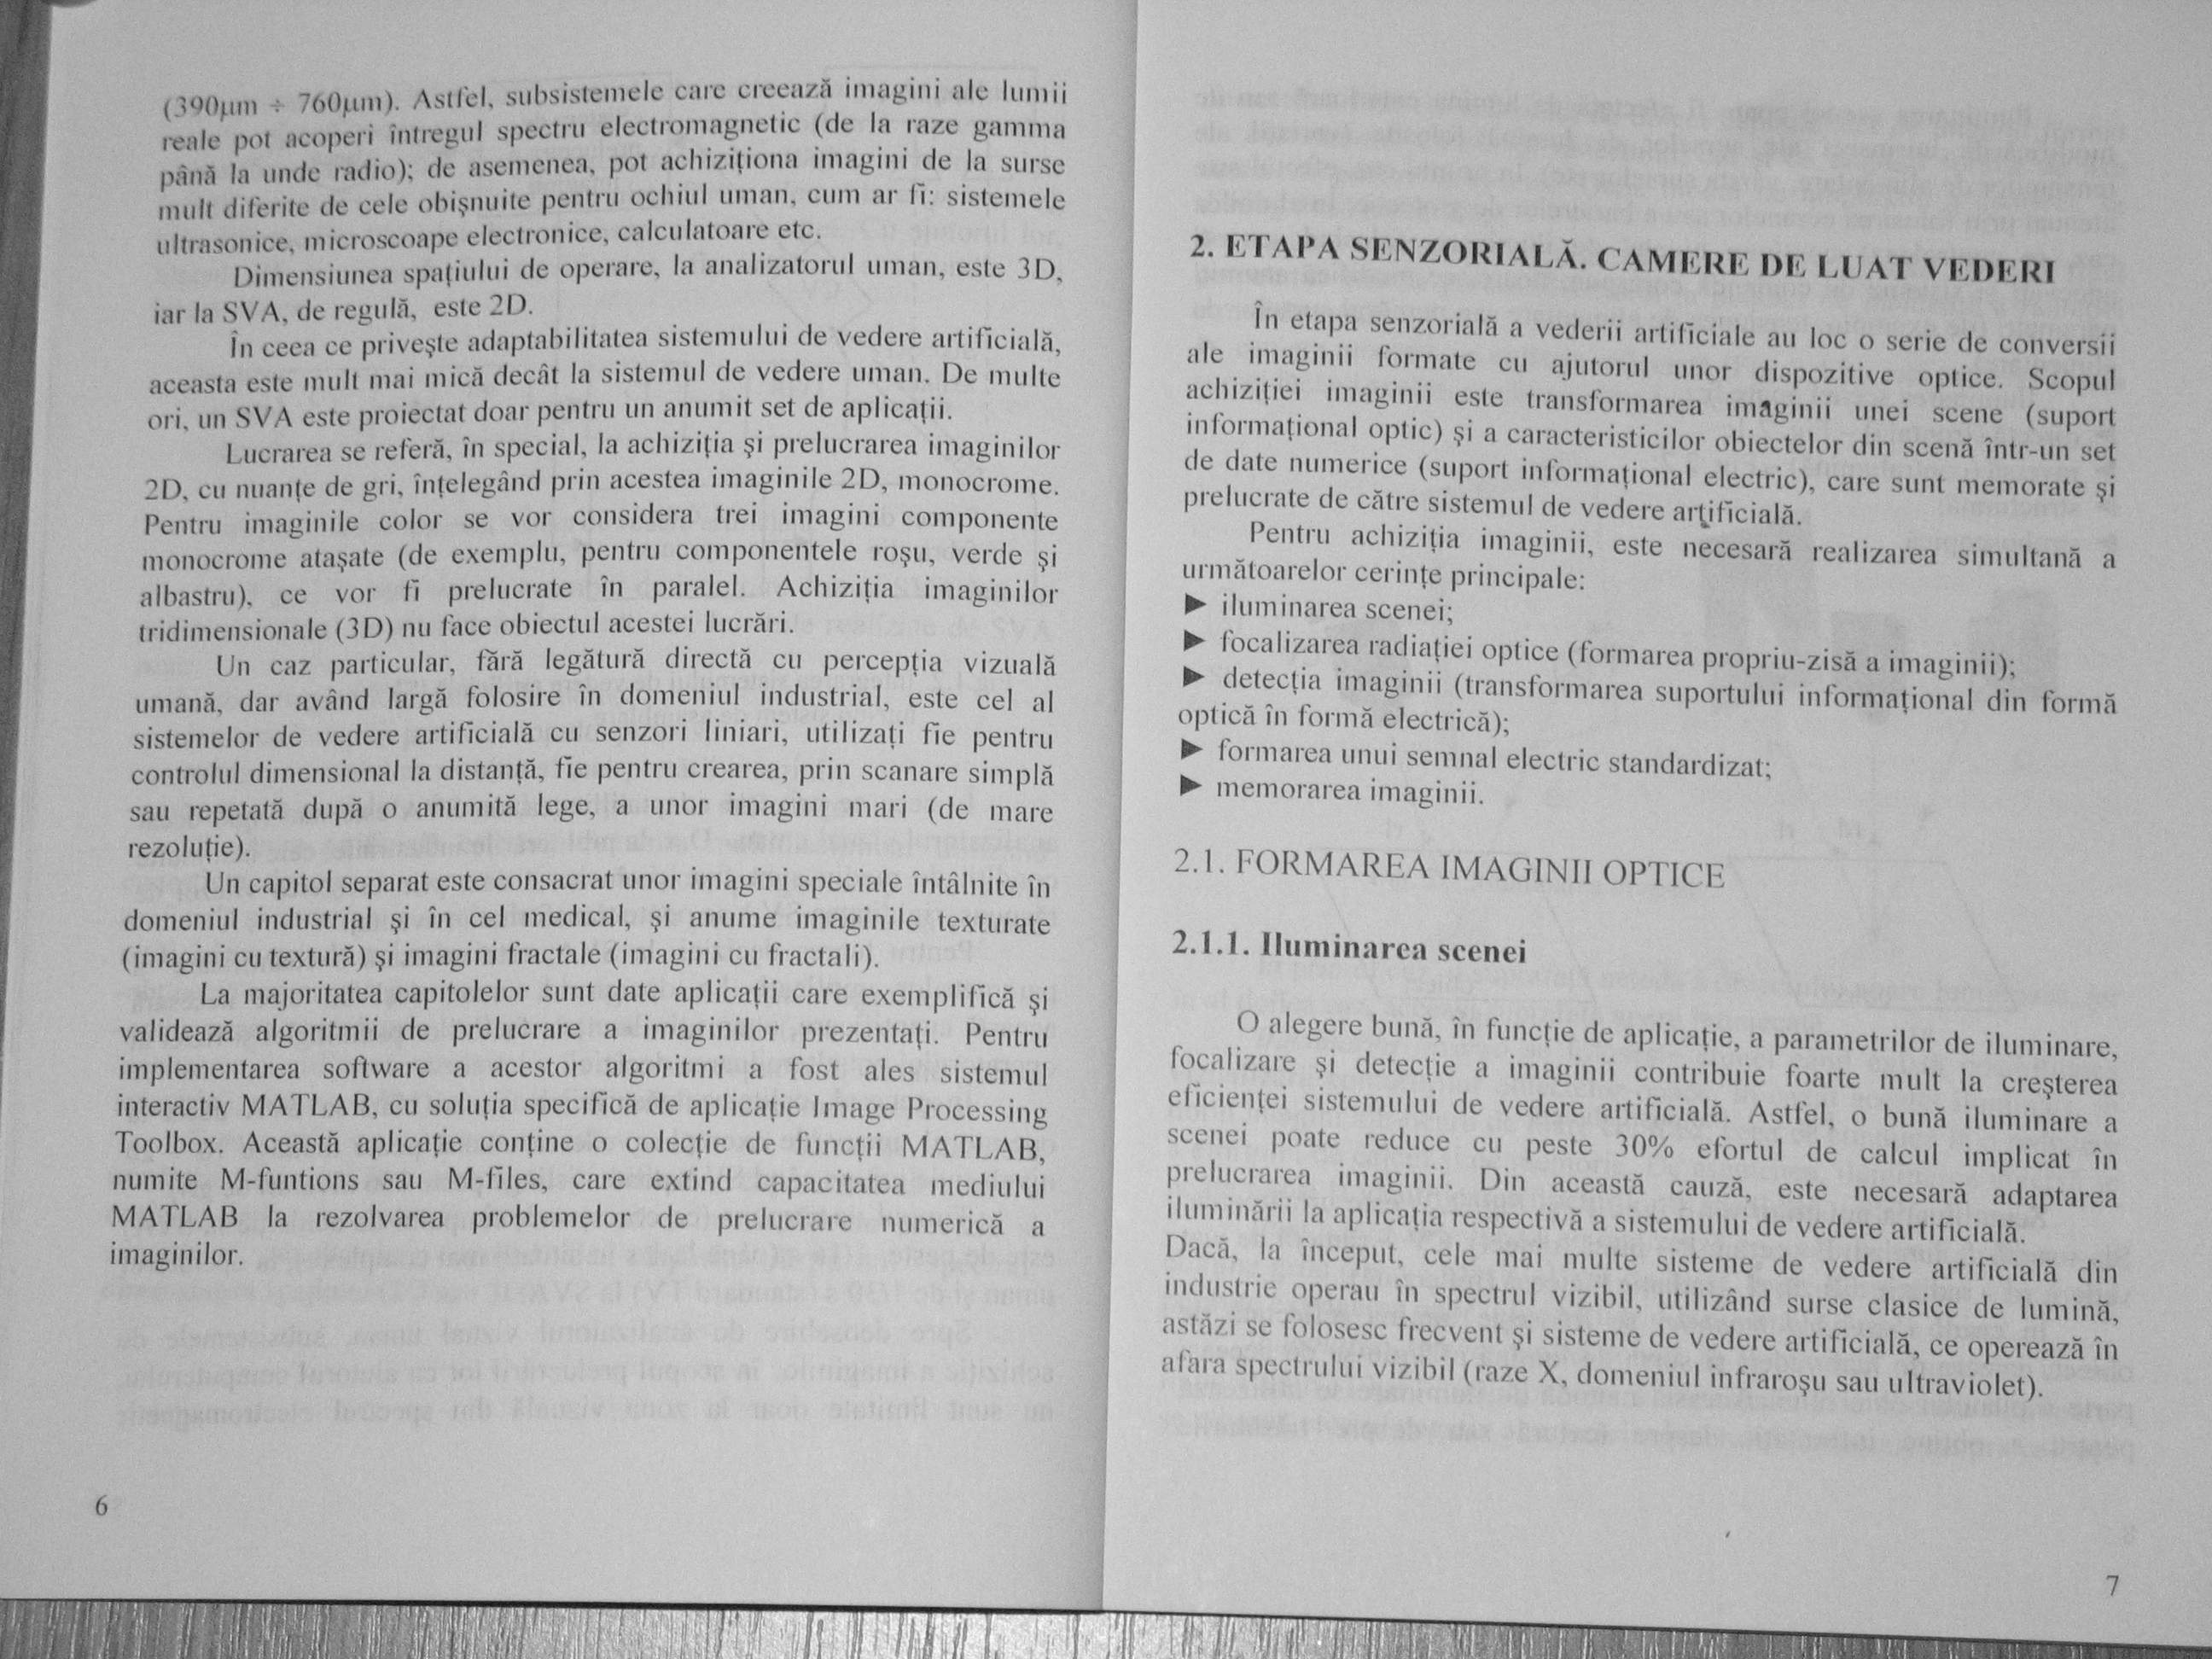 (390µm ÷ 760µm). Astfel, subsistemele care creează imagini ale lumii
reale pot acoperi întregul spectru electromagnetic (de la raze gamma
până la unde radio); de asemenea, pot achiziţiona imagini de la surse
mult diferite de cele obişnuite pentru ochiul uman, cum ar fi: sistemele
ultrasonice, microscoape electronice, calculatoare etc.
Dimensiunea spaţiului de operare, la analizatorul uman, este 3D,
iar la SVA, de regulă, este 2D.
În ceea ce priveşte adaptabilitatea sistemului de vedere artificială,
aceasta este mult mai mică decât la sistemul de vedere uman. De multe
ori, un SVA este proiectat doar pentru un anumit set de aplicaţii.
Lucrarea se referă, în special, la achiziţia şi prelucrarea imaginilor
2D, cu nuanţe de gri, înţelegând prin acestea imaginile 2D, monocrome.
Pentru imaginile color se vor considera trei imagini componente
monocrome ataşate (de exemplu, pentru componentele roşu, verde şi
albastru), ce vor fi prelucrate în paralel. Achiziţia imaginilor
tridimensionale (3D) nu face obiectul acestei lucrări.
Un caz particular, fără legătură directă cu percepţia vizuală
umană, dar având largă folosire în domeniul industrial, este cel al
sistemelor de vedere artificială cu senzori liniari, utilizaţi fie pentru
controlul dimensional la distanţă, fie pentru crearea, prin scanare simplă
sau repetată după o anumită lege, a unor imagini mari (de mare
rezoluţie).
Un capitol separat este consacrat unor imagini speciale întâlnite în
domeniul industrial şi în cel medical, şi anume imaginile texturate
(imagini cu textură) şi imagini fractale (imagini cu fractali).
La majoritatea capitolelor sunt date aplicaţii care exemplifică şi
validează algoritmii de prelucrare a imaginilor prezentaţi. Pentru
implementarea software a acestor algoritmi a fost ales sistemul
interactiv MATLAB, cu soluţia specifică de aplicaţie Image Processing
Toolbox. Această aplicaţie conţine o colecţie de funcţii MATLAB,
numite M-funtions sau M-files, care extind capacitatea mediului
MATLAB la rezolvarea problemelor de prelucrare numerică a
imaginilor.
6
2. ETAPA SENZORIALĂ. CAMERE DE LUAT VEDERI
În etapa senzorială a vederii artificiale au loc o serie de conversii
ale imaginii formate cu ajutorul unor dispozitive optice. Scopul
achiziţiei imaginii este transformarea imaginii unei scene (suport
informaţional optic) şi a caracteristicilor obiectelor din scenă într-un set
de date numerice (suport informaţional electric), care sunt memorate şi
prelucrate de către sistemul de vedere artificială.
Pentru achiziţia imaginii, este necesară realizarea simultană a
următoarelor cerinţe principale:
► iluminarea scenei;
► focalizarea radiaţiei optice (formarea propriu-zisă a imaginii);
► detecţia imaginii (transformarea suportului informaţional din formă
optică în formă electrică);
► formarea unui semnal electric standardizat;
► memorarea imaginii.
2.1. FORMAREA IMAGINII OPTICE
2.1.1. Iluminarea scenei
O alegere bună, în funcţie de aplicaţie, a parametrilor de iluminare,
focalizare şi detecţie a imaginii contribuie foarte mult la creşterea
eficienţei sistemului de vedere artificială. Astfel, o bună iluminare a
scenei poate reduce cu peste 30% efortul de calcul implicat în
prelucrarea imaginii. Din această cauză, este necesară adaptarea
iluminării la aplicaţia respectivă a sistemului de vedere artificială.
Dacă, la început, cele mai multe sisteme de vedere artificială din
industrie operau în spectrul vizibil, utilizând surse clasice de lumină,
astăzi se folosesc frecvent şi sisteme de vedere artificială, ce operează în
afara spectrului vizibil (raze X, domeniul infraroşu sau ultraviolet).
7